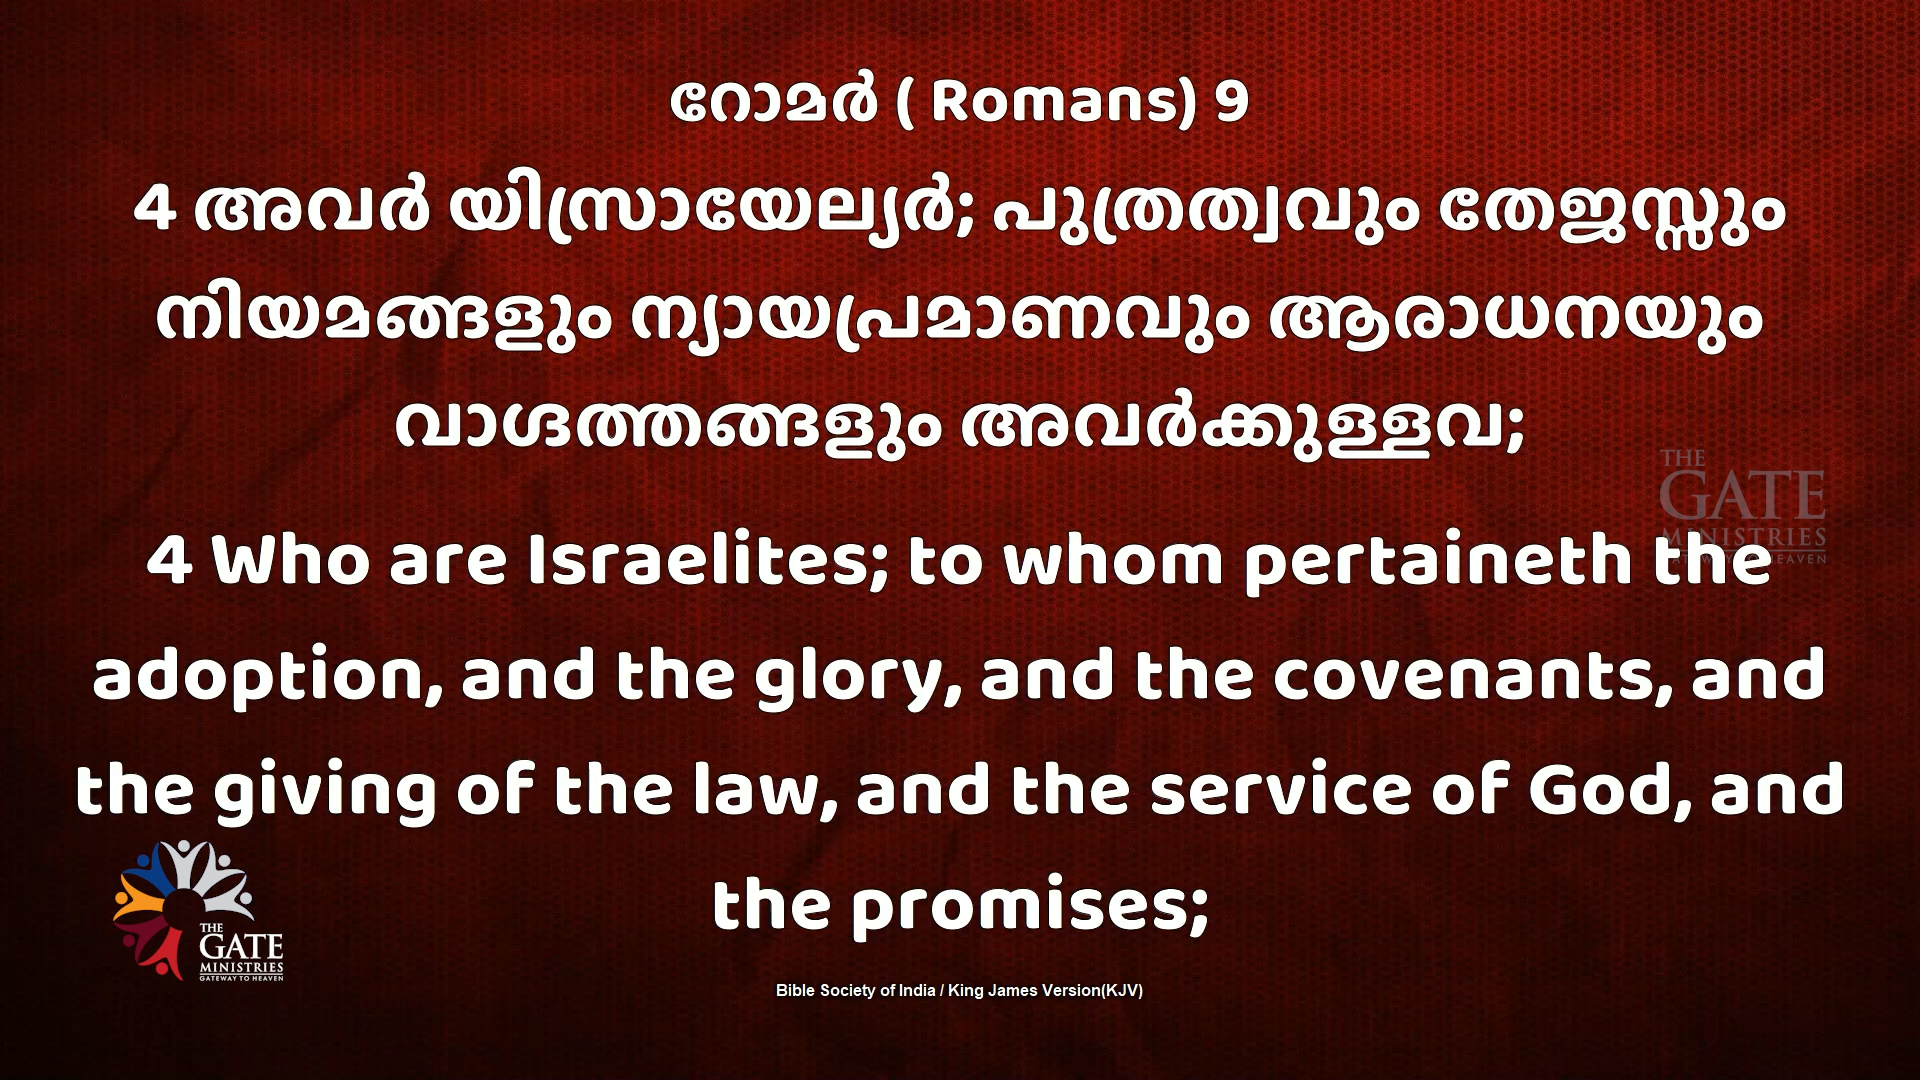 റോമർ ( Romans) 9
4 അവർ യിസ്രായേല്യർ; പുത്രത്വവും തേജസ്സും
നിയമങ്ങളും ന്യായപ്രമാണവും ആരാധനയും
വാഗ്ദത്തങ്ങളും അവർക്കുള്ളവ;
THE
GATE
MINISTRIES
4 Who are Israelites; to whom pertaineth the
adoption, and the glory, and the covenants, and
the giving of the law, and the service of God, and
the promises;
THE
GATE
MINISTRIES
GATEWAY TO HEAVEN
Bible Society of India / King James Version(KJV)